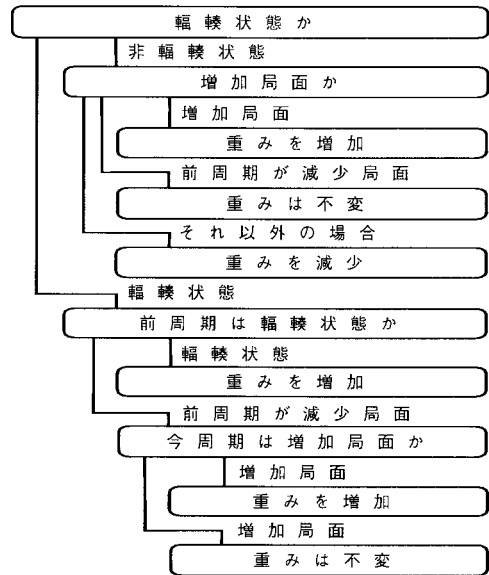 輻輳状態か
非輻輳状態
増加局面か
増加局面
重みを増加
前周期が減少局面
重みは不変
それ以外の場合
重みを減少
輻輳状態
前周期は輻輳状態か
輻輳状態
重みを増加
前周期が減少局面
今周期は増加局面か
増加局面
重みを増加
増加局面
重みは不変